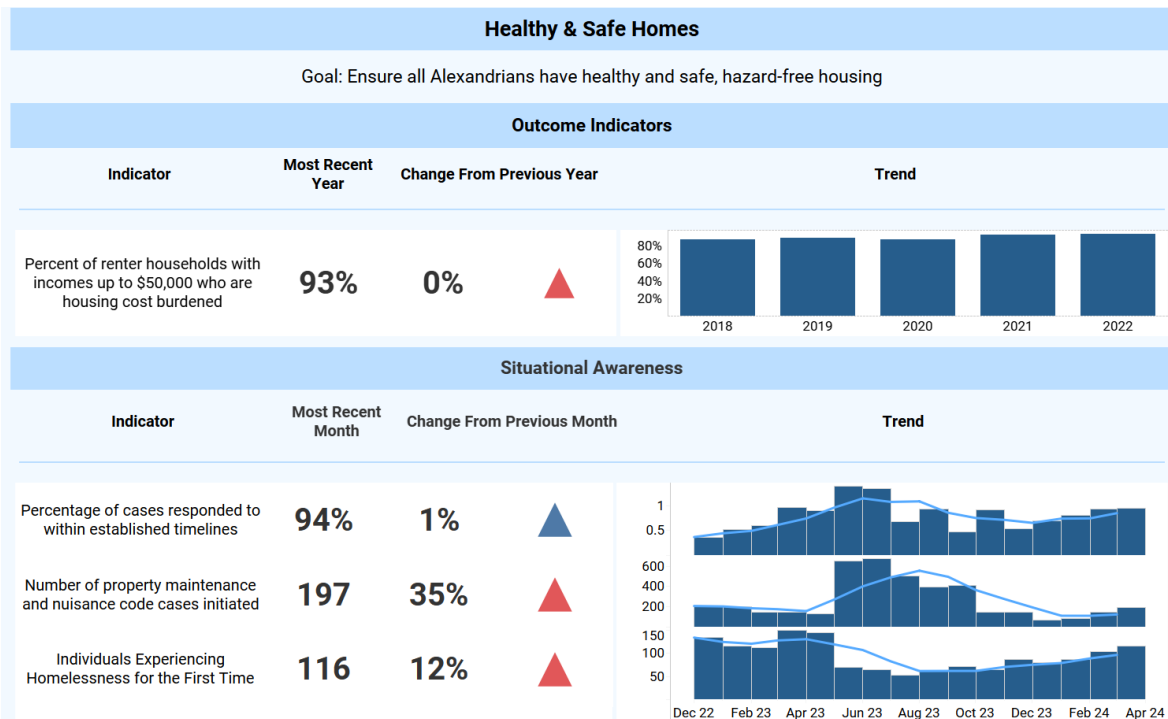 Healthy & Safe Homes
Goal: Ensure all Alexandrians have healthy and safe, hazard-free housing
Outcome Indicators
Indicator
Most Recent
Year
Change From Previous Year
Trend
Percent of renter households with
incomes up to $50,000 who are
housing cost burdened
93%
0%
80%
60%
40%
20%
2018 2019 2020 2021 2022
Situational Awareness
Indicator
Most Recent
Month
Change From Previous Month
Trend
Percentage of cases responded to
within established timelines
94%
1%
1
0.5
Number of property maintenance
and nuisance code cases initiated
197
35%
600
400
200
Individuals Experiencing
Homelessness for the First Time
116
12%
150
100
50
Dec 22 Feb 23 Apr 23 Jun 23 Aug 23 Oct 23 Dec 23 Feb 24 Apr 24